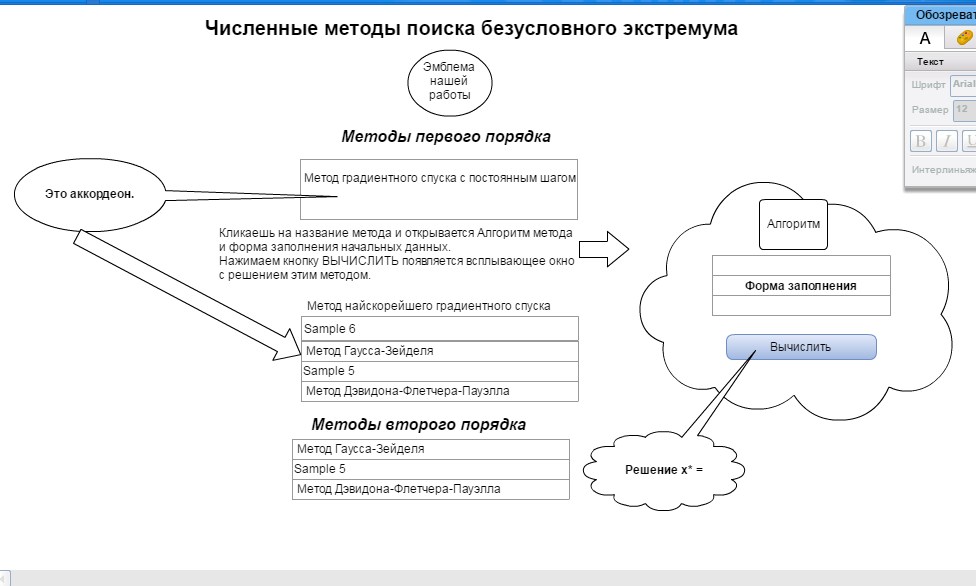 Обозреват
Численные методы поиска безусловного экстремума
A
Текст
Шрифт Arial
Размер 12
B I U
Интерлиньяж
Эмблема
нашей
работы
Методы первого порядка
Это аккордеон.
Метод градиентного спуска с постоянным шагом
Кликаешь на название метода и открывается Алгоритм метода
и форма заполнения начальных данных.
Нажимаем кнопку ВЫЧИСЛИТЬ появляется всплывающее окно
с решением этим методом.
Алгоритм
Форма заполнения
Вычислить
Метод найскорейшего градиентного спуска
Sample 6
Метод Гаусса-Зейделя
Sample 5
Метод Дэвидона-Флетчера-Пауэлла
Методы второго порядка
Метод Гаусса-Зейделя
Sample 5
Метод Дэвидона-Флетчера-Пауэлла
Решение x* =